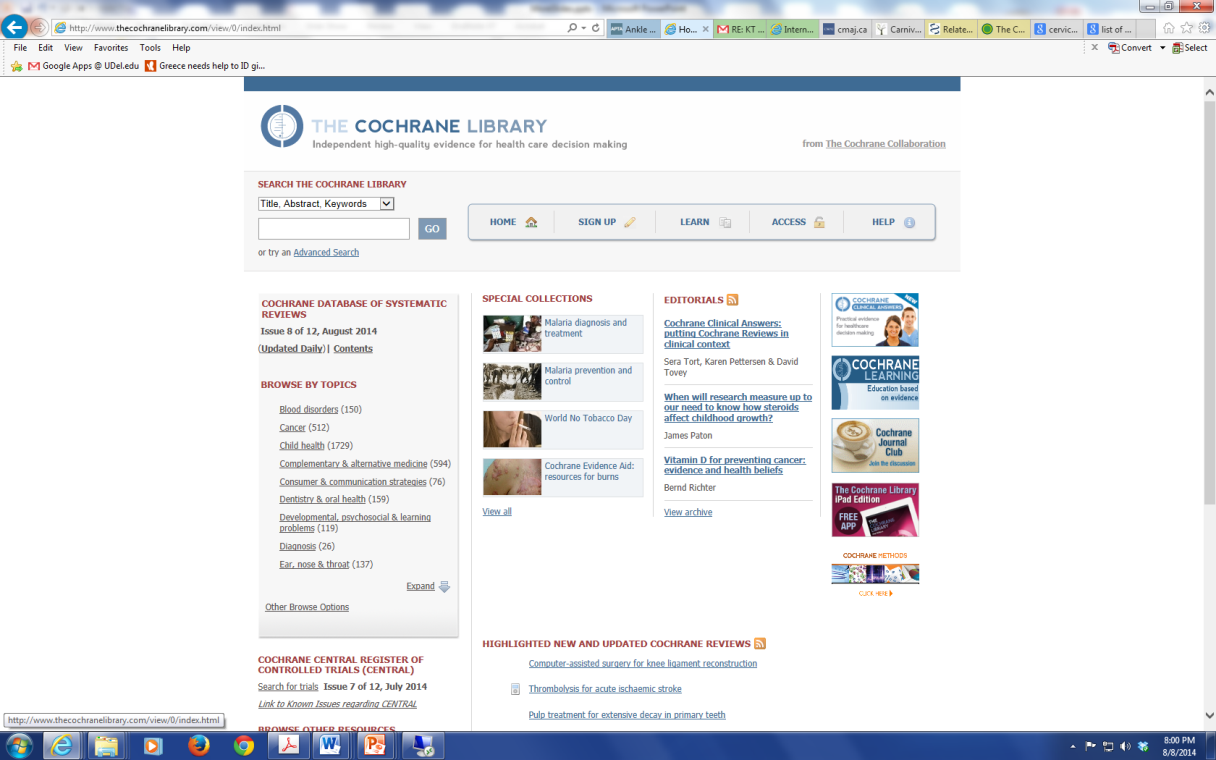 http://www.thecochranelibrary.com/view/0/index.html
Ankle ...
Ho...
RE: KT ...
Intern...
cmaj.ca
Carniv...
Relate...
The C...
cervic...
list of ...
File Edit View Favorites Tools Help
Convert
Select
Google Apps @ UDel.edu
Greece needs help to ID gi...
THE COCHRANE LIBRARY
Independent high-quality evidence for health care decision making
from The Cochrane Collaboration
SEARCH THE COCHRANE LIBRARY
Title, Abstract, Keywords
GO
or try an Advanced Search
HOME
SIGN UP
LEARN
ACCESS
HELP
COCHRANE DATABASE OF SYSTEMATIC
REVIEWS
Issue 8 of 12, August 2014
(Updated Daily)| Contents
BROWSE BY TOPICS
Blood disorders (150)
Cancer (512)
Child health (1729)
Complementary & alternative medicine (594)
Consumer & communication strategies (76)
Dentistry & oral health (159)
Developmental, psychosocial & learning
problems (119)
Diagnosis (26)
Ear, nose & throat (137)
Expand
Other Browse Options
COCHRANE CENTRAL REGISTER OF
CONTROLLED TRIALS (CENTRAL)
Search for trials Issue 7 of 12, July 2014
Link to Known Issues regarding CENTRAL
BROWSE OTHER RESOURCES
SPECIAL COLLECTIONS
Malaria diagnosis and
treatment
Malaria prevention and
control
World No Tobacco Day
Cochrane Evidence Aid:
resources for burns
View all
EDITORIALS
Cochrane Clinical Answers:
putting Cochrane Reviews in
clinical context
Sera Tort, Karen Pettersen & David
Tovey
When will research measure up to
our need to know how steroids
affect childhood growth?
James Paton
Vitamin D for preventing cancer:
evidence and health beliefs
Bernd Richter
View archive
COCHRANE
CLINICAL ANSWERS
NEW
Practical evidence
for healthcare
decision making
COCHRANE
LEARNING
Education based
on evidence
Cochrane
Journal
Club
Join the discussion
The Cochrane Library
iPad Edition
FREE
APP
COCHRANE METHODS
CLICK HERE
HIGHLIGHTED NEW AND UPDATED COCHRANE REVIEWS
Computer-assisted surgery for knee ligament reconstruction
Thrombolysis for acute ischaemic stroke
Pulp treatment for extensive decay in primary teeth
http://www.thecochranelibrary.com/view/0/index.html
8:00 PM
8/8/2014